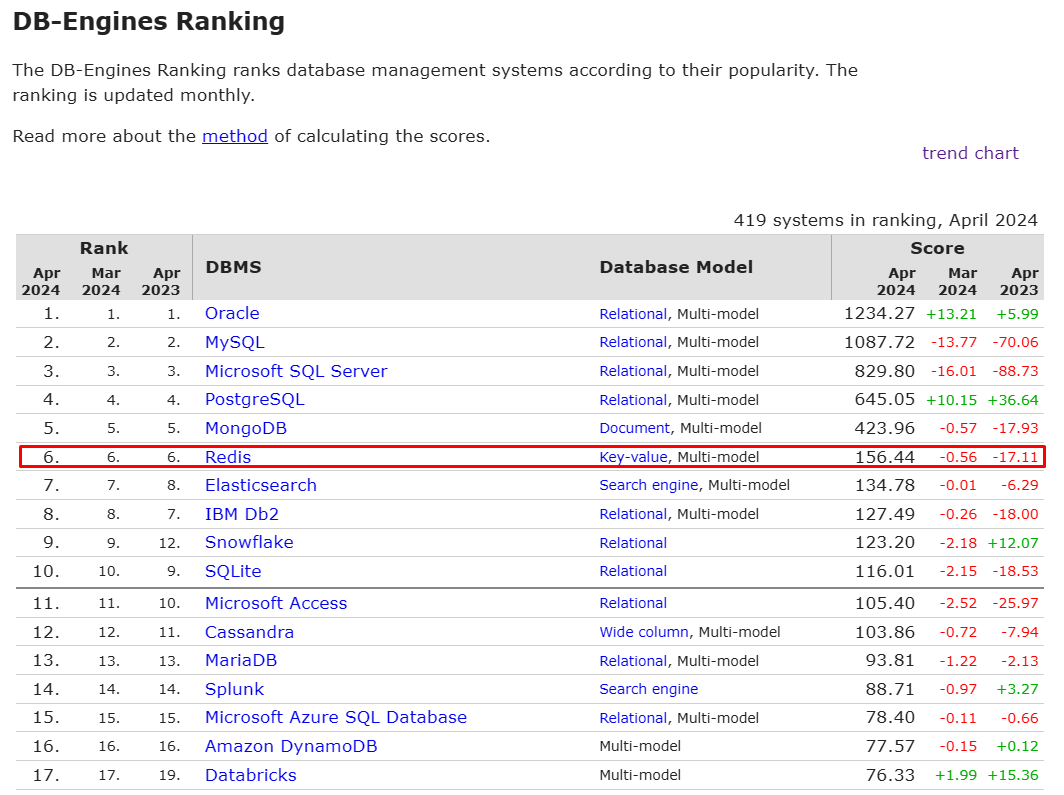 DB-Engines Ranking
The DB-Engines Ranking ranks database management systems according to their popularity. The
ranking is updated monthly.
Read more about the method of calculating the scores.
trend chart
419 systems in ranking, April 2024
Rank DBMS Database Model Score
Apr 2024 Mar 2024 Apr 2023 Apr 2024 Mar 2024 Apr 2023
1. 1. 1. Oracle Relational, Multi-model 1234.27 +13.21 +5.99
2. 2. 2. MySQL Relational, Multi-model 1087.72 -13.77 -70.06
3. 3. 3. Microsoft SQL Server Relational, Multi-model 829.80 -16.01 -88.73
4. 4. 4. PostgreSQL Relational, Multi-model 645.05 +10.15 +36.64
5. 5. 5. MongoDB Document, Multi-model 423.96 -0.57 -17.93
6. 6. 6. Redis Key-value, Multi-model 156.44 -0.56 -17.11
7. 7. 8. Elasticsearch Search engine, Multi-model 134.78 -0.01 -6.29
8. 8. 7. IBM Db2 Relational, Multi-model 127.49 -0.26 -18.00
9. 9. 12. Snowflake Relational 123.20 -2.18 +12.07
10. 10. 9. SQLite Relational 116.01 -2.15 -18.53
11. 11. 10. Microsoft Access Relational 105.40 -2.52 -25.97
12. 12. 11. Cassandra Wide column, Multi-model 103.86 -0.72 -7.94
13. 13. 13. MariaDB Relational, Multi-model 93.81 -1.22 -2.13
14. 14. 14. Splunk Search engine 88.71 -0.97 +3.27
15. 15. 15. Microsoft Azure SQL Database Relational, Multi-model 78.40 -0.11 -0.66
16. 16. 16. Amazon DynamoDB Multi-model 77.57 -0.15 +0.12
17. 17. 19. Databricks Multi-model 76.33 +1.99 +15.36